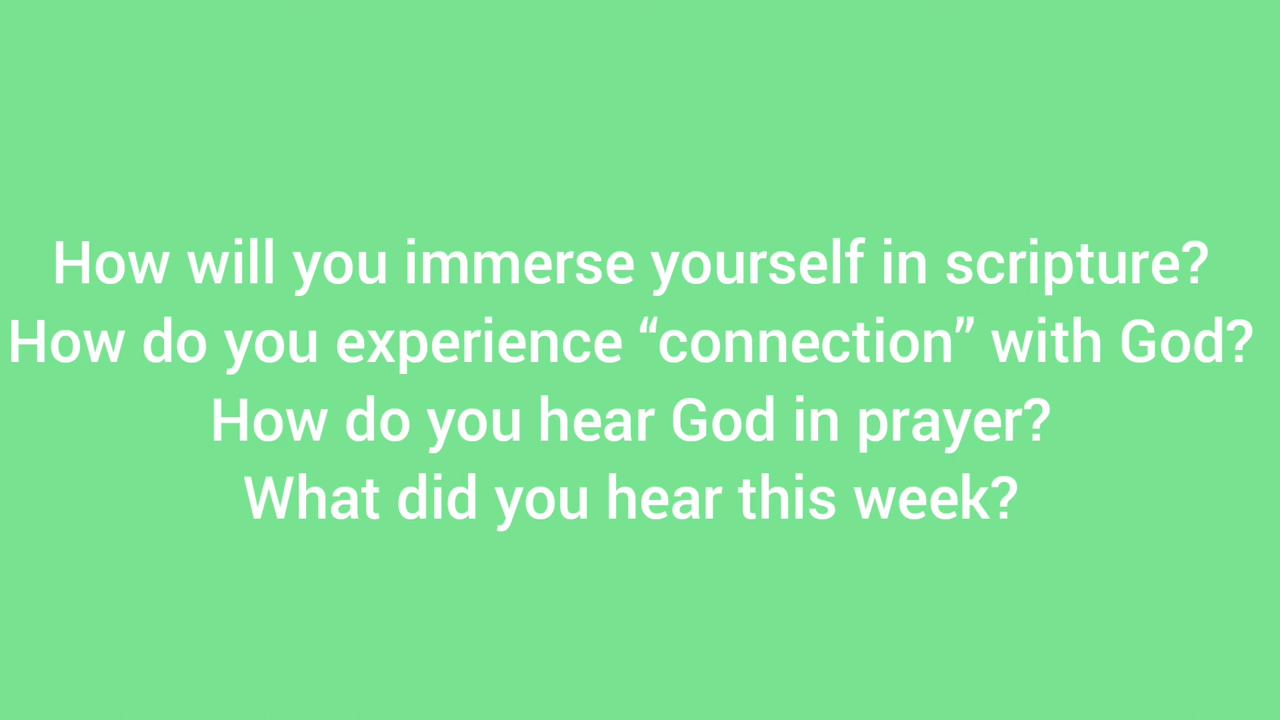 How will you immerse yourself in scripture?
How do you experience “connection” with God?
How do you hear God in prayer?
What did you hear this week?